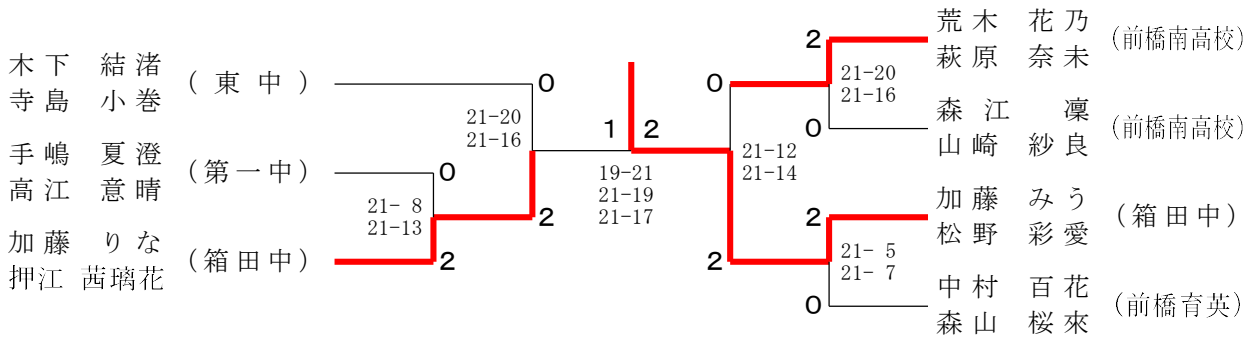 木下 結渚
寺島 小巻
(東中)
手嶋 夏澄
高江 意晴
(第一中)
加藤 りな
押江 茜璃花
(箱田中)
0
21-20
21-16
0
21- 8
21-13
2
2
1 2
19-21
21-19
21-17
0
21-12
21-14
2
2
21-20
21-16
0
2
21- 5
21- 7
0
荒木 花乃
萩原 奈未
(前橋南高校)
森江 凜
山崎 紗良
(前橋南高校)
加藤 みう
松野 彩愛
(箱田中)
中村 百花
森山 桜來
(前橋育英)